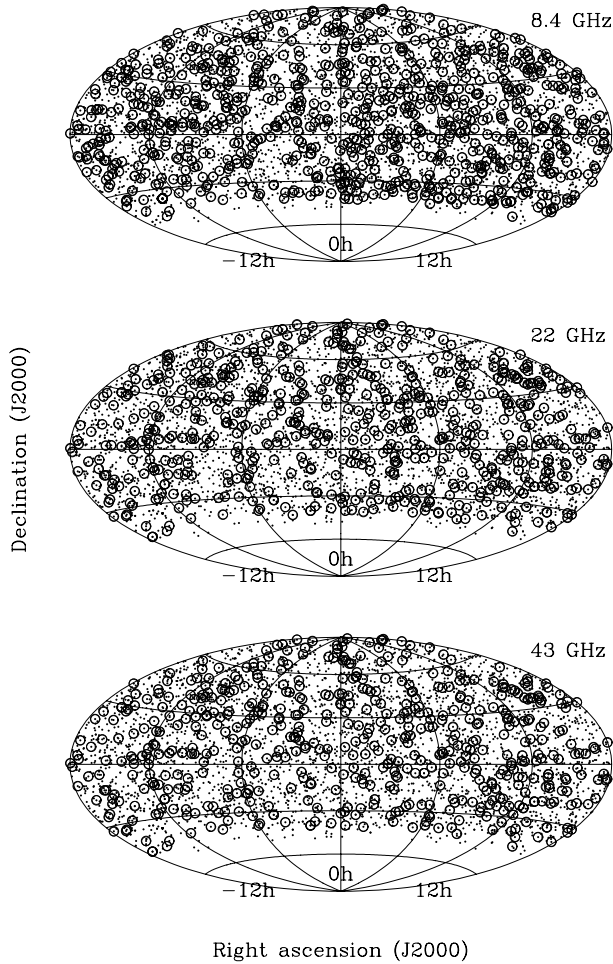 8.4 GHz
0h
−12h 12h
22 GHz
0h
−12h 12h
43 GHz
0h
−12h 12h
Declination (J2000)
Right ascension (J2000)